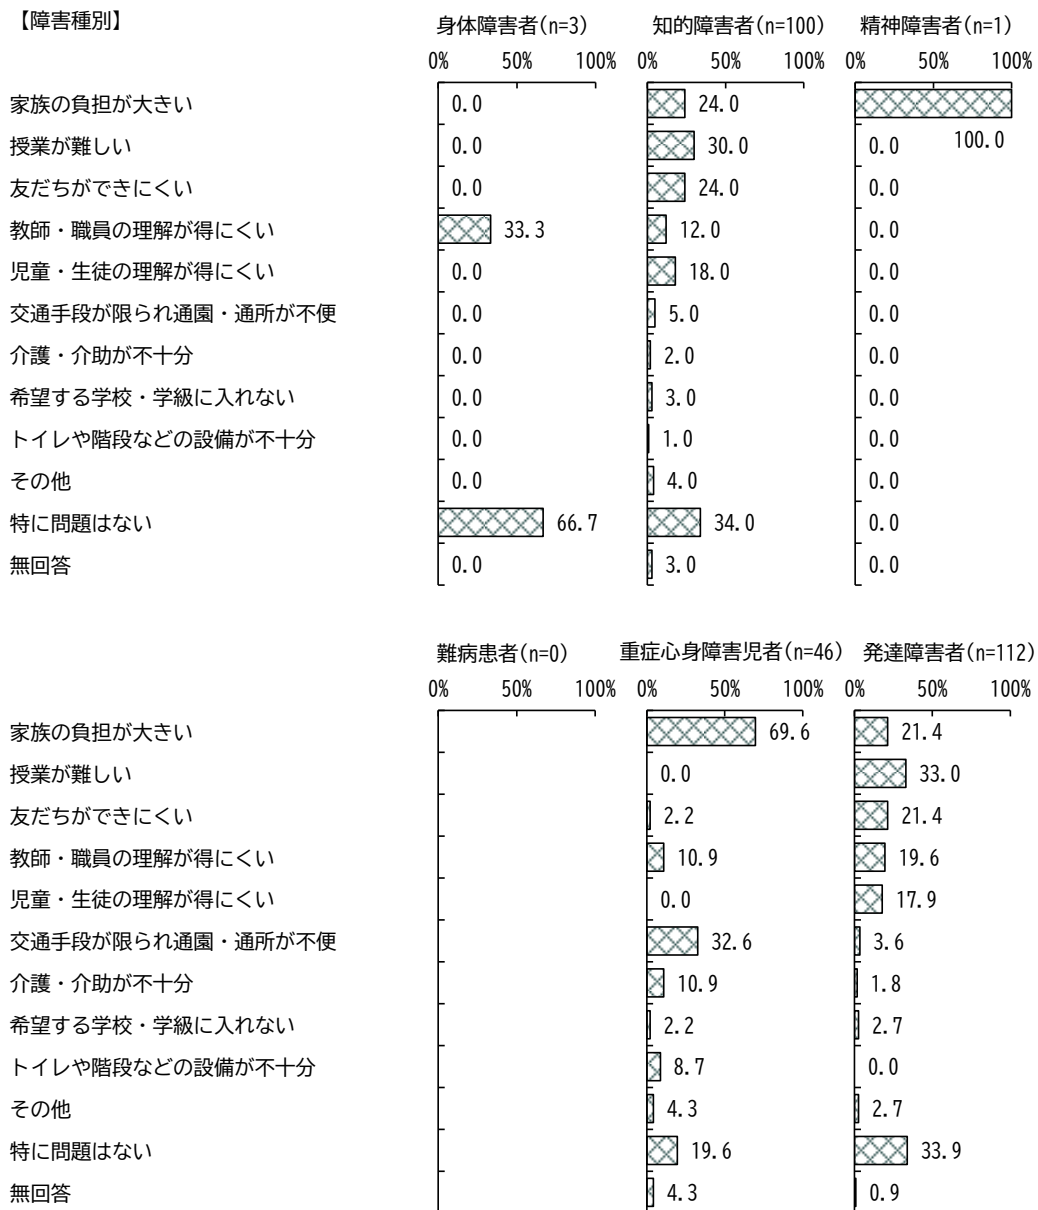 【障害種別】
身体障害者(n=3) 知的障害者(n=100) 精神障害者(n=1)
0% 50% 100% 0% 50% 100% 0% 50% 100%
家族の負担が大きい 0.0 24.0 100.0
授業が難しい 0.0 30.0 0.0
友だちができにくい 0.0 24.0 0.0
教師・職員の理解が得にくい 33.3 12.0 0.0
児童・生徒の理解が得にくい 0.0 18.0 0.0
交通手段が限られ通園・通所が不便 0.0 5.0 0.0
介護・介助が不十分 0.0 2.0 0.0
希望する学校・学級に入れない 0.0 3.0 0.0
トイレや階段などの設備が不十分 0.0 1.0 0.0
その他 0.0 4.0 0.0
特に問題はない 66.7 34.0 0.0
無回答 0.0 3.0 0.0
難病患者(n=0) 重症心身障害児者(n=46) 発達障害者(n=112)
0% 50% 100% 0% 50% 100% 0% 50% 100%
家族の負担が大きい 69.6 21.4
授業が難しい 0.0 33.0
友だちができにくい 2.2 21.4
教師・職員の理解が得にくい 10.9 19.6
児童・生徒の理解が得にくい 0.0 17.9
交通手段が限られ通園・通所が不便 32.6 3.6
介護・介助が不十分 10.9 1.8
希望する学校・学級に入れない 2.2 2.7
トイレや階段などの設備が不十分 8.7 0.0
その他 4.3 2.7
特に問題はない 19.6 33.9
無回答 4.3 0.9